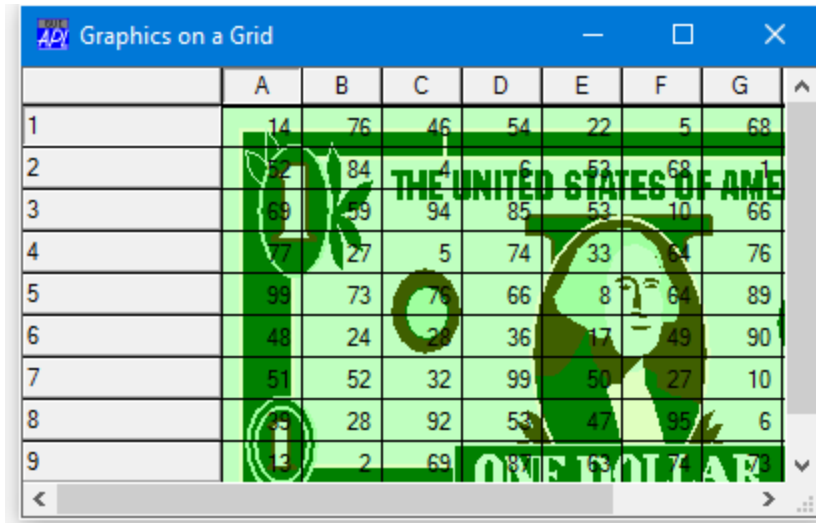 GUI APL Graphics on a Grid
A B C D E F G
1 14 76 46 54 22 5 68
2 52 84 4 6 53 68 1
THE UNITED STATES OF AME
3 69 59 94 85 53 10 66
4 77 27 5 74 33 64 76
5 99 73 76 66 8 64 89
6 48 24 28 36 17 49 90
7 51 52 32 99 50 27 10
8 39 28 92 53 47 95 6
9 13 2 69 87 63 74 73
ONE DOLLAR
1
1